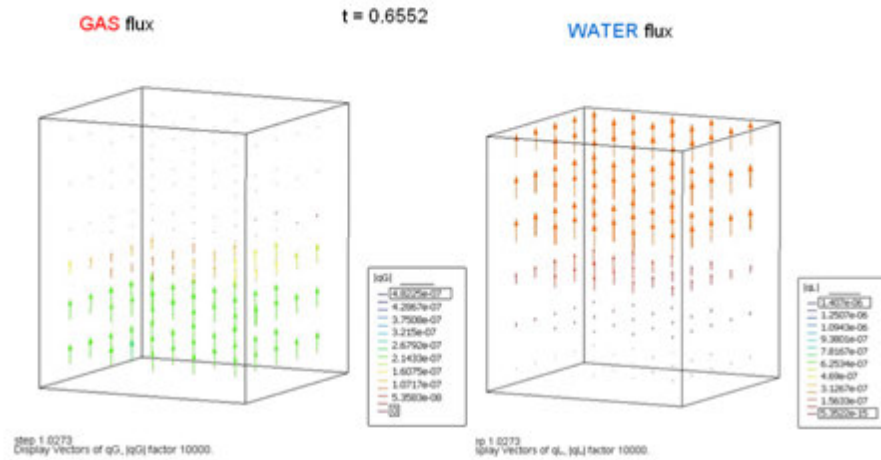 GAS flux
t = 0.6552
WATER flux
|qG|
4.8225e-07
4.2867e-07
3.7508e-07
3.215e-07
2.6792e-07
2.1433e-07
1.6075e-07
1.0717e-07
5.3583e-08
0
step 1.0273
Display Vectors of qG, |qG| factor 10000.
|qL|
1.407e-06
1.2507e-06
1.0943e-06
9.3801e-07
7.8167e-07
6.2534e-07
4.69e-07
3.1267e-07
1.5633e-07
5.3522e-15
ep 1.0273
splay Vectors of qL, |qL| factor 10000.